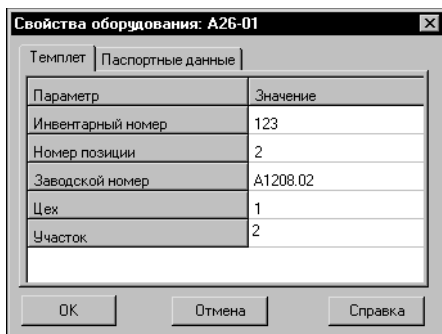 Свойства оборудования: А26-01
Темплет Паспортные данные
Параметр Значение
Инвентарный номер 123
Номер позиции 2
Заводской номер А1208.02
Цех 1
Участок 2
OK Отмена Справка